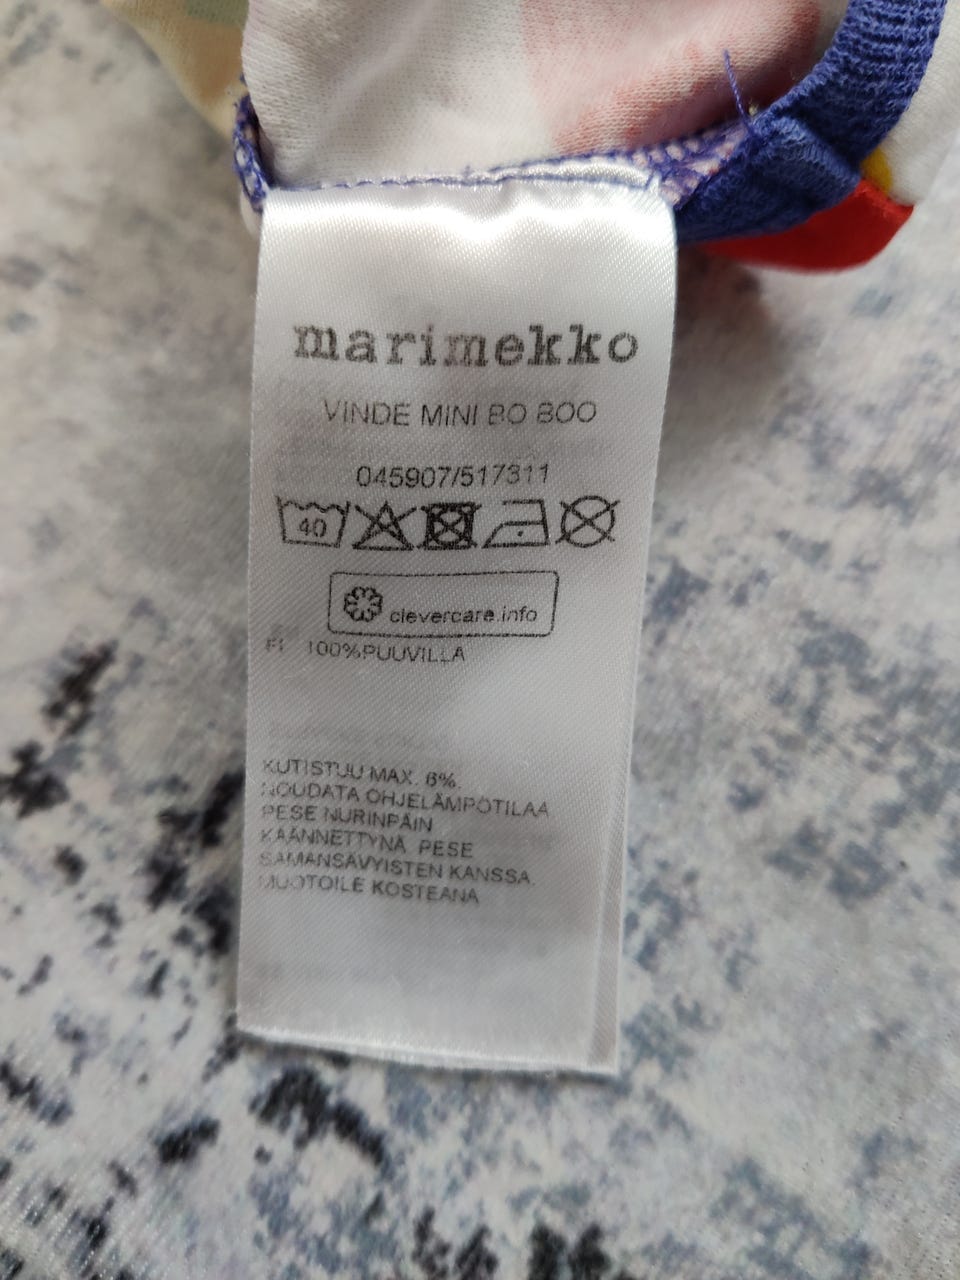 marimekko
VINDE MINI BO BOO
045907/517311
40
clevercare.info
FI 100%PUUVILLA
KUTISTUU MAX. 6%.
NOUDATA OHJELÄMPÖTILAA
PESE NURINPÄIN
KÄÄNNETTYNÄ. PESE
SAMANSÄVYISTEN KANSSA.
MUOTOILE KOSTEANA